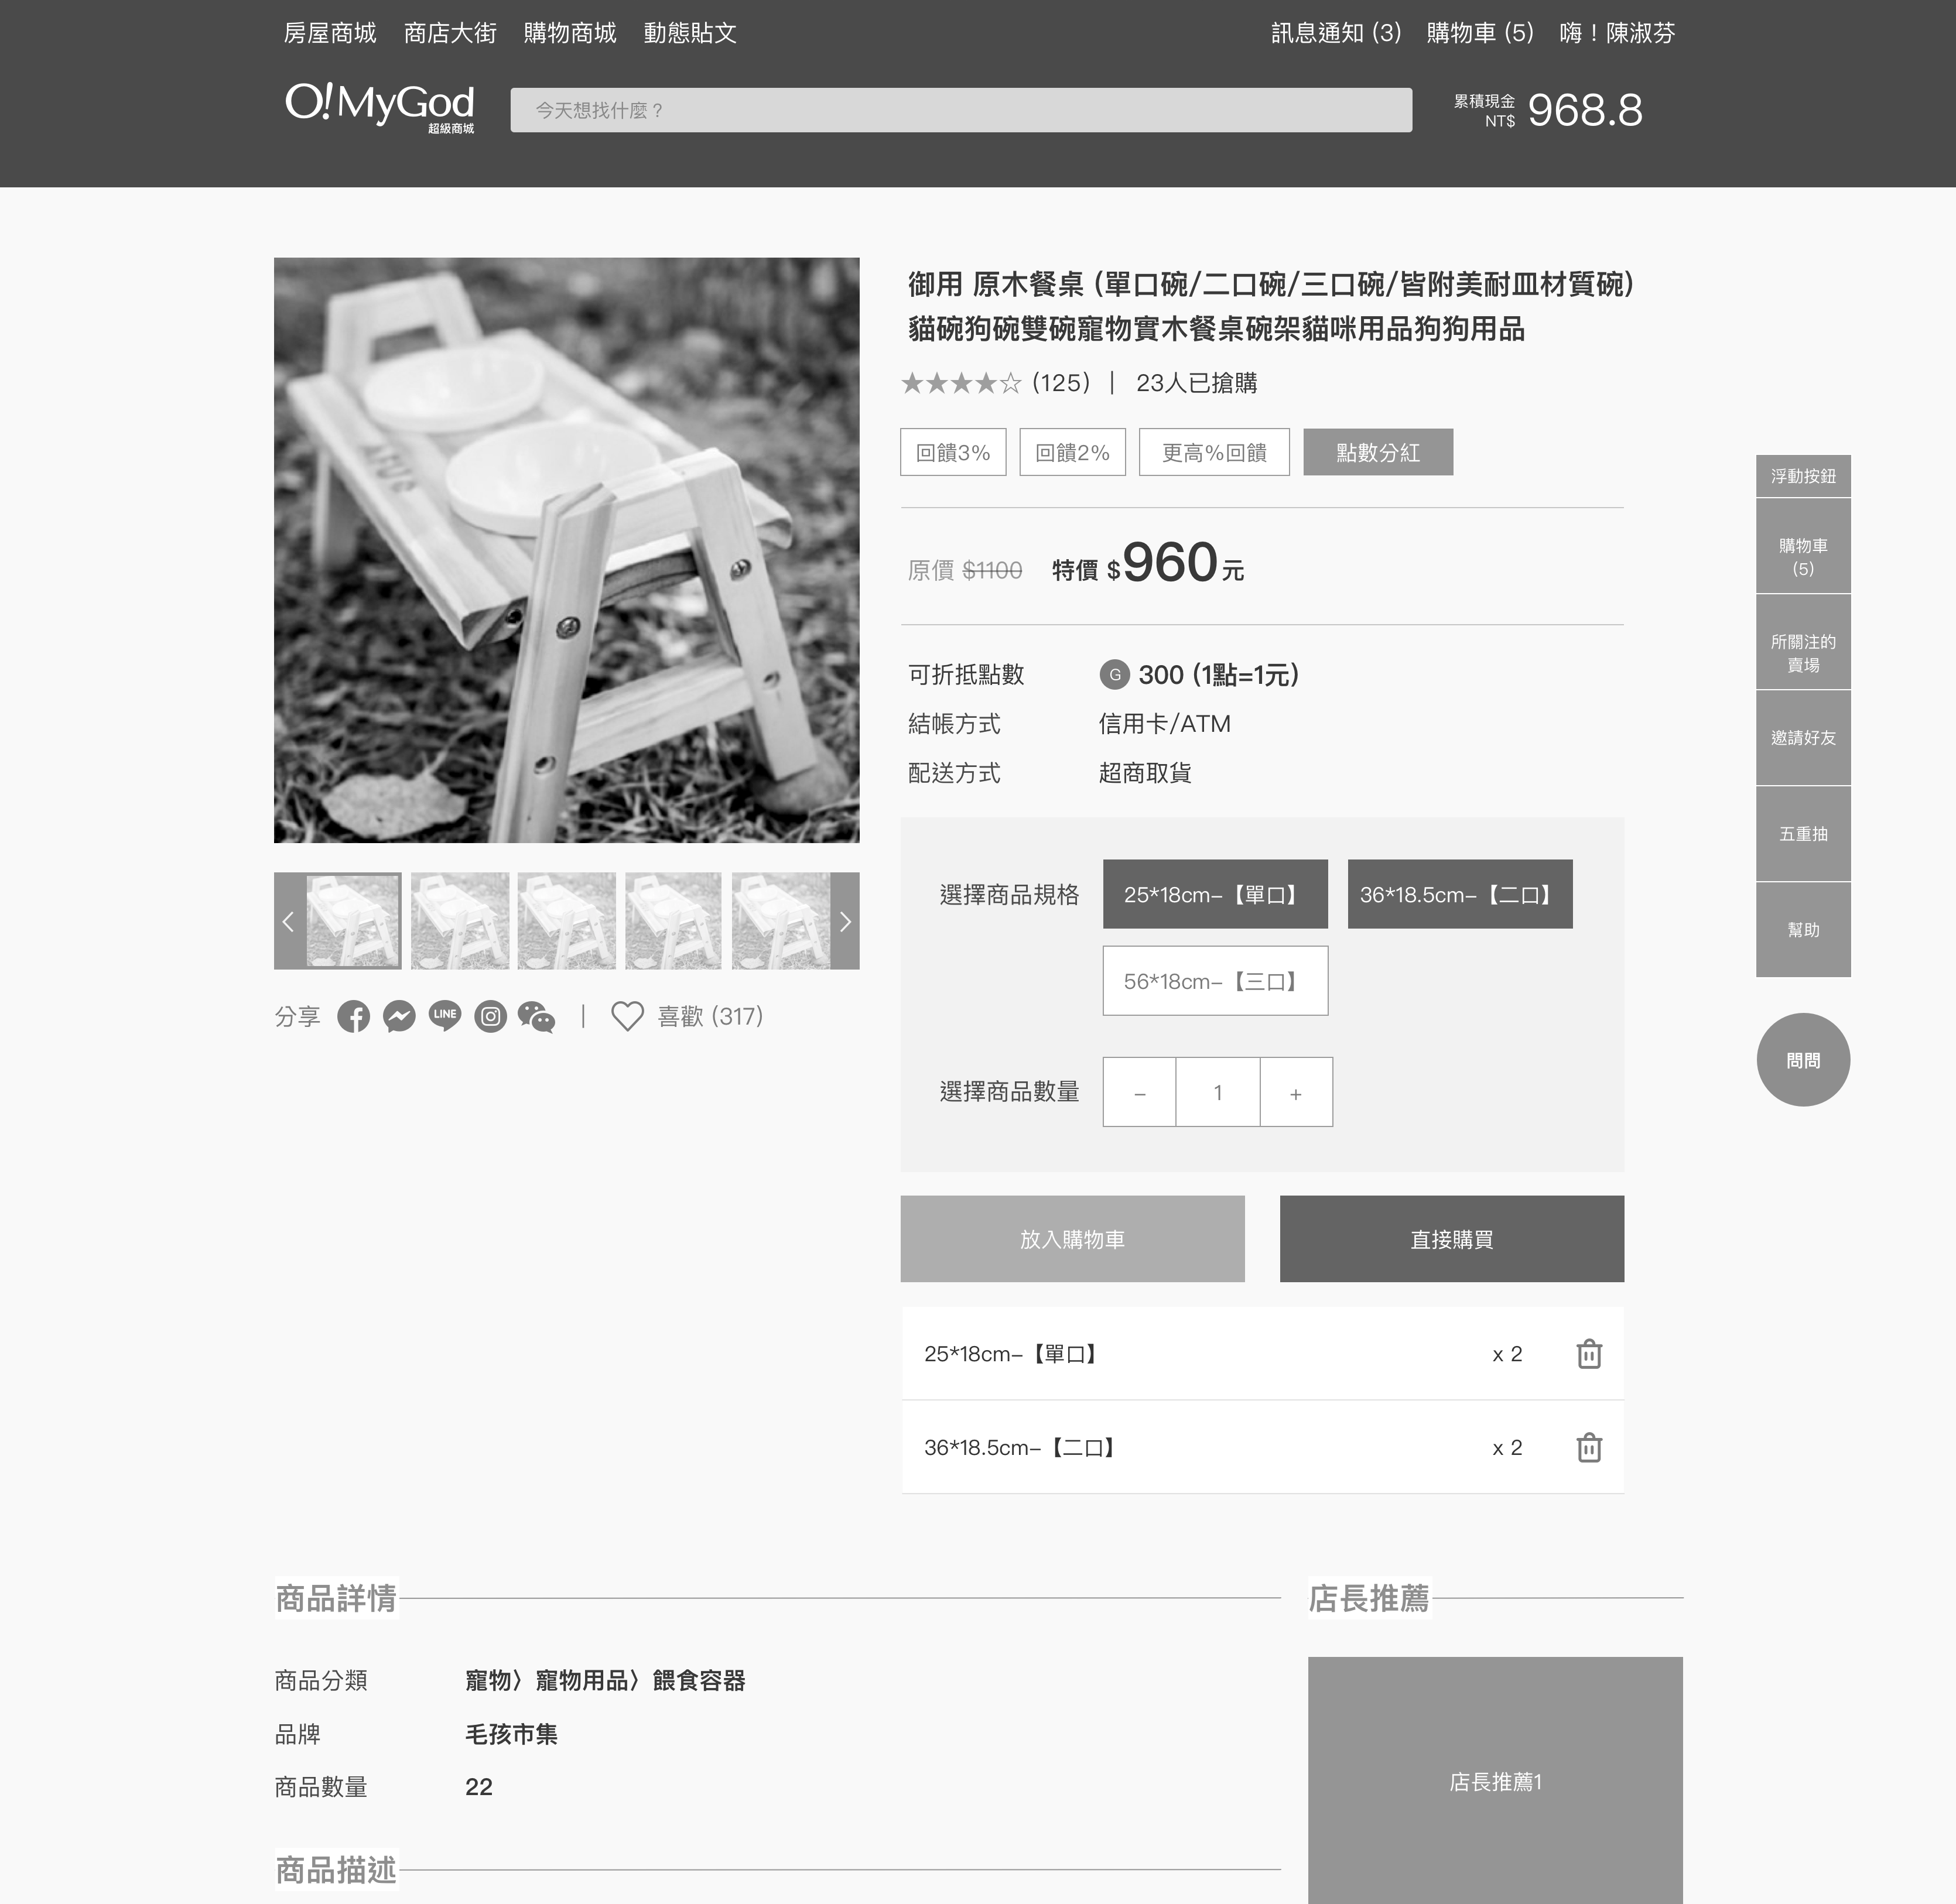 房屋商城 商店大街 購物商城 動態貼文 訊息通知 (3) 購物車 (5) 嗨！陳淑芬
O!MyGod
超級商城
今天想找什麼？
累積現金
NT$ 968.8
御用 原木餐桌 (單口碗/二口碗/三口碗/皆附美耐皿材質碗)
貓碗狗碗雙碗寵物實木餐桌碗架貓咪用品狗狗用品
★★★★☆ (125) | 23人已搶購
回饋3% 回饋2% 更高%回饋 點數分紅
原價 $1100 特價 $960元
可折抵點數 G 300 (1點=1元)
結帳方式 信用卡/ATM
配送方式 超商取貨
選擇商品規格 25*18cm–【單口】 36*18.5cm–【二口】
56*18cm–【三口】
選擇商品數量 – 1 +
分享 LINE | 喜歡 (317)
放入購物車 直接購買
25*18cm–【單口】 x 2
36*18.5cm–【二口】 x 2
浮動按鈕
購物車
(5)
所關注的
賣場
邀請好友
五重抽
幫助
問問
商品詳情
商品分類 寵物〉寵物用品〉餵食容器
品牌 毛孩市集
商品數量 22
商品描述
店長推薦
店長推薦1